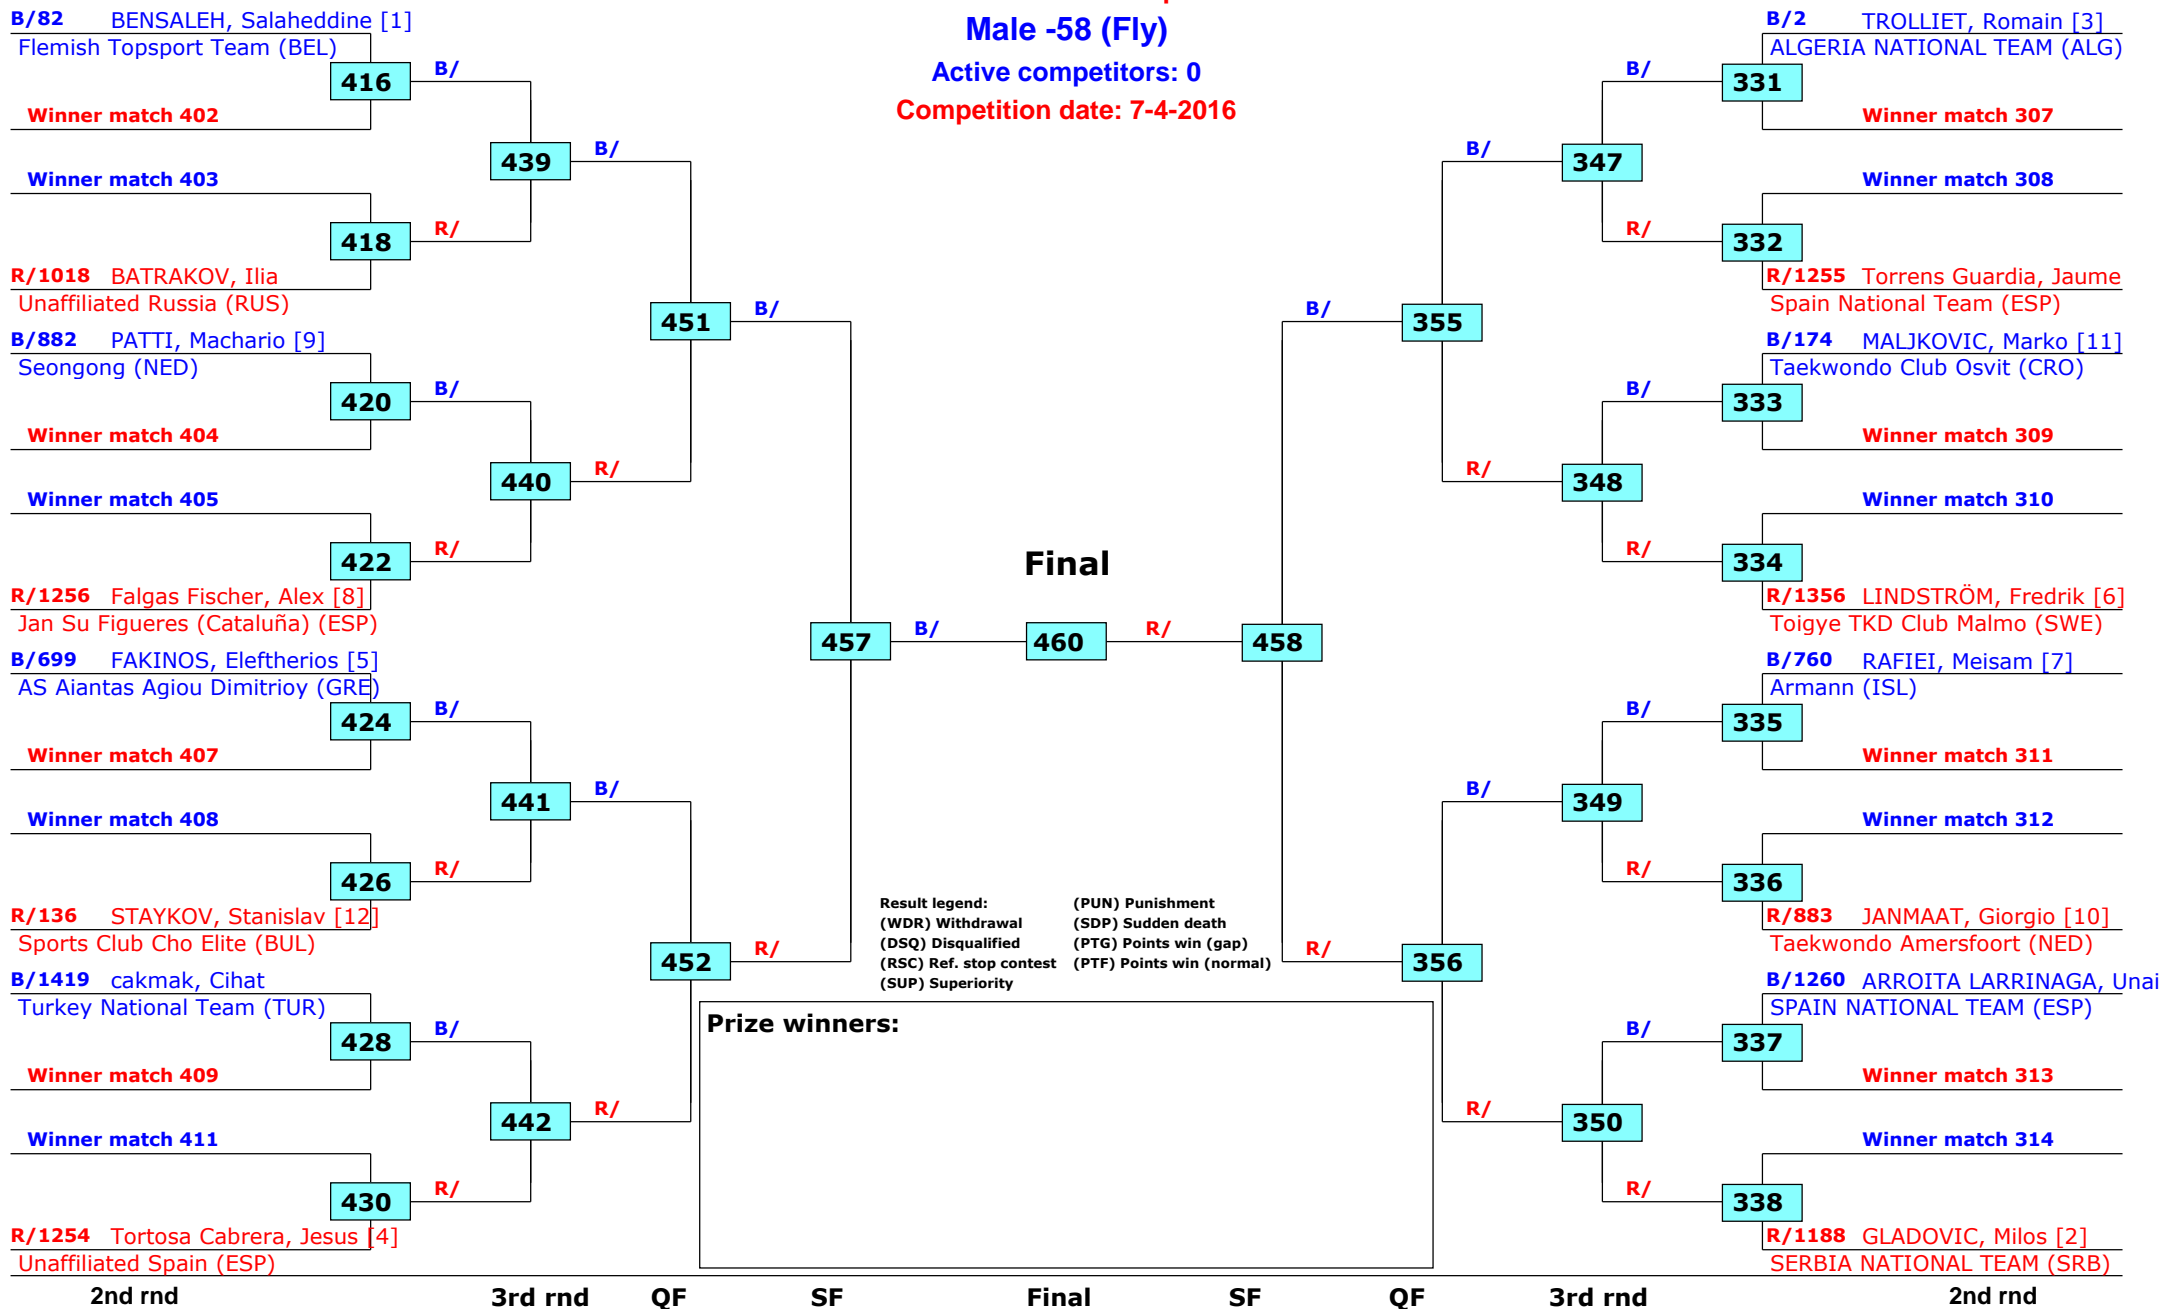 Male -58 (Fly)
Active competitors: 0
Competition date: 7-4-2016
B/82 BENSALEH, Salaheddine [1]
Flemish Topsport Team (BEL)
416
B/
Winner match 402
439
B/
Winner match 403
418
R/
R/1018 BATRAKOV, Ilia
Unaffiliated Russia (RUS)
451
B/
B/882 PATTI, Machario [9]
Seongong (NED)
420
B/
Winner match 404
440
R/
Winner match 405
422
R/
R/1256 Falgas Fischer, Alex [8]
Jan Su Figueres (Cataluña) (ESP)
457
B/
B/699 FAKINOS, Eleftherios [5]
AS Aiantas Agiou Dimitrioy (GRE)
424
B/
Winner match 407
441
B/
Winner match 408
426
R/
R/136 STAYKOV, Stanislav [12]
Sports Club Cho Elite (BUL)
452
R/
B/1419 cakmak, Cihat
Turkey National Team (TUR)
428
B/
Winner match 409
442
R/
Winner match 411
430
R/
R/1254 Tortosa Cabrera, Jesus [4]
Unaffiliated Spain (ESP)
Final
460
R/
458
B/2 TROLLIET, Romain [3]
ALGERIA NATIONAL TEAM (ALG)
B/
331
Winner match 307
B/
347
Winner match 308
R/
332
R/1255 Torrens Guardia, Jaume
Spain National Team (ESP)
B/
355
B/174 MALJKOVIC, Marko [11]
Taekwondo Club Osvit (CRO)
B/
333
Winner match 309
R/
348
Winner match 310
R/
334
R/1356 LINDSTRÖM, Fredrik [6]
Toigye TKD Club Malmo (SWE)
B/760 RAFIEI, Meisam [7]
Armann (ISL)
B/
335
Winner match 311
B/
349
Winner match 312
R/
336
R/883 JANMAAT, Giorgio [10]
Taekwondo Amersfoort (NED)
R/
356
B/1260 ARROITA LARRINAGA, Unai
SPAIN NATIONAL TEAM (ESP)
B/
337
Winner match 313
R/
350
Winner match 314
R/
338
R/1188 GLADOVIC, Milos [2]
SERBIA NATIONAL TEAM (SRB)
Result legend: (PUN) Punishment
(WDR) Withdrawal (SDP) Sudden death
(DSQ) Disqualified (PTG) Points win (gap)
(RSC) Ref. stop contest (PTF) Points win (normal)
(SUP) Superiority
Prize winners:
2nd rnd 3rd rnd QF SF Final SF QF 3rd rnd 2nd rnd